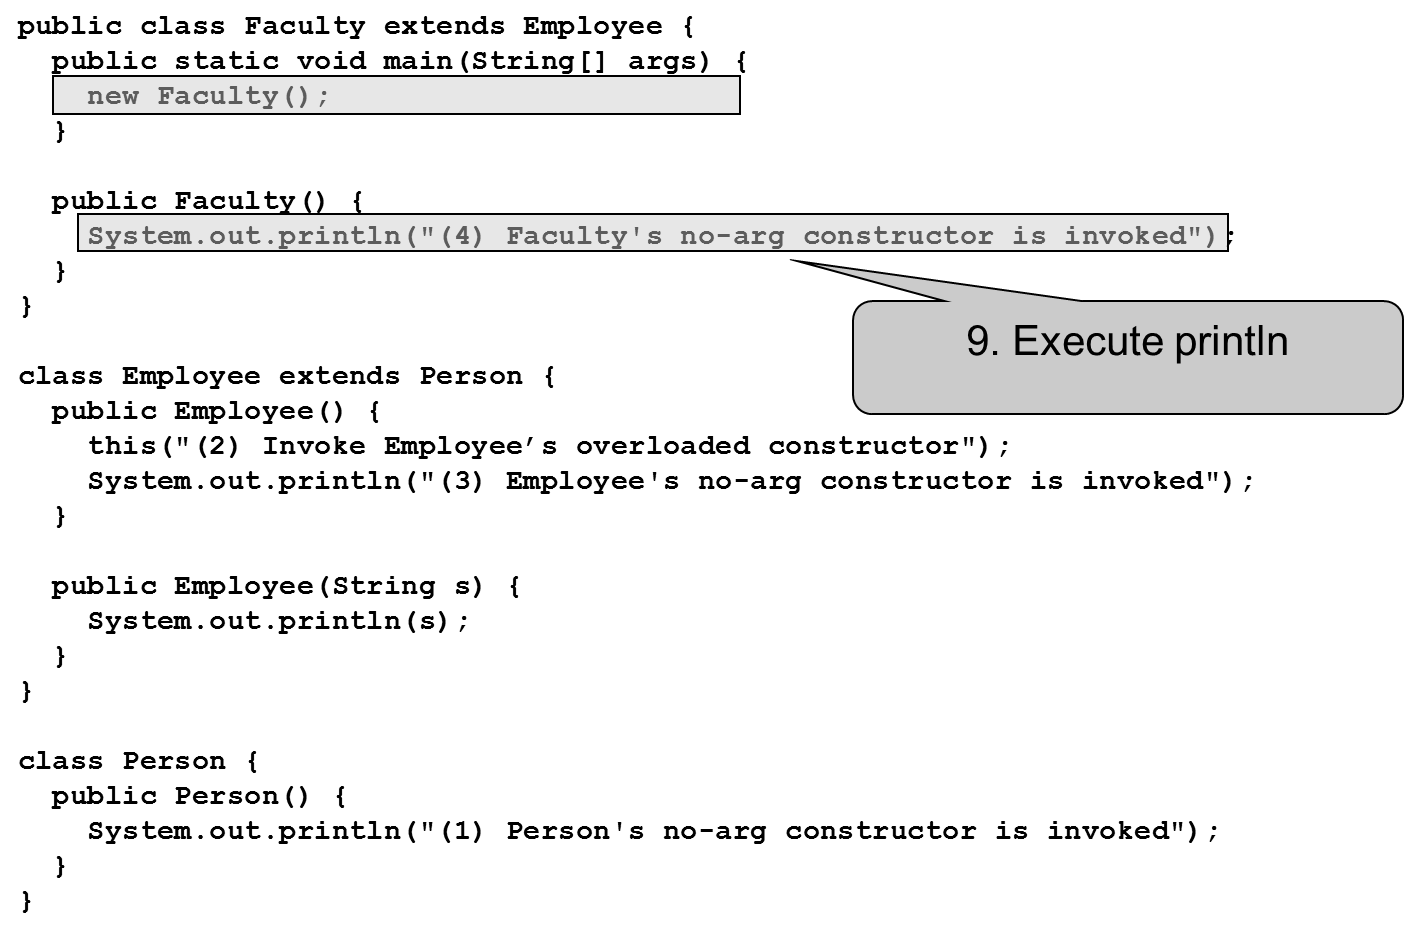 public class Faculty extends Employee {
public static void main(String[] args) {
new Faculty();
}
public Faculty() {
System.out.println("(4) Faculty's no-arg constructor is invoked");
}
}
9. Execute println
class Employee extends Person {
public Employee() {
this("(2) Invoke Employee’s overloaded constructor");
System.out.println("(3) Employee's no-arg constructor is invoked");
}
public Employee(String s) {
System.out.println(s);
}
}
class Person {
public Person() {
System.out.println("(1) Person's no-arg constructor is invoked");
}
}